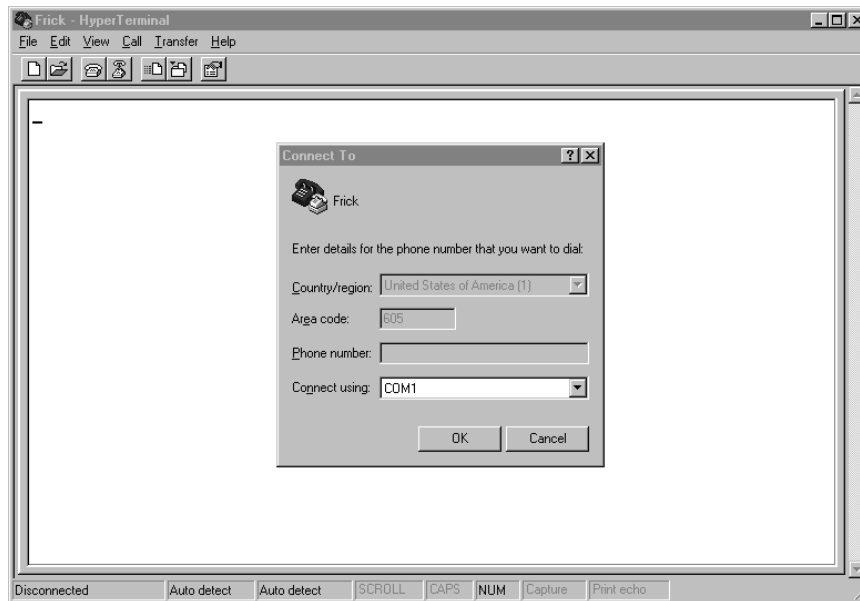 Frick - HyperTerminal
File Edit View Call Transfer Help
Connect To
Frick
Enter details for the phone number that you want to dial:
Country/region: United States of America (1)
Area code: 605
Phone number:
Connect using: COM1
OK Cancel
Disconnected Auto detect Auto detect SCROLL CAPS NUM Capture Print echo